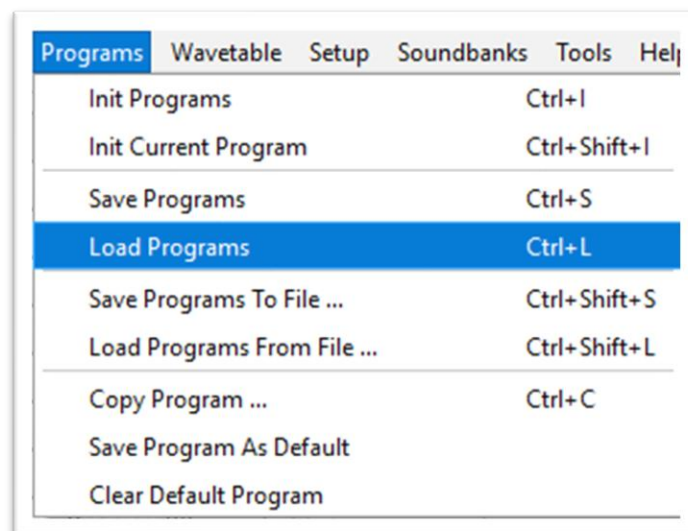 Programs Wavetable Setup Soundbanks Tools
Init Programs Ctrl+I
Init Current Program Ctrl+Shift+I
Save Programs Ctrl+S
Load Programs Ctrl+L
Save Programs To File ... Ctrl+Shift+S
Load Programs From File ... Ctrl+Shift+L
Copy Program ... Ctrl+C
Save Program As Default
Clear Default Program